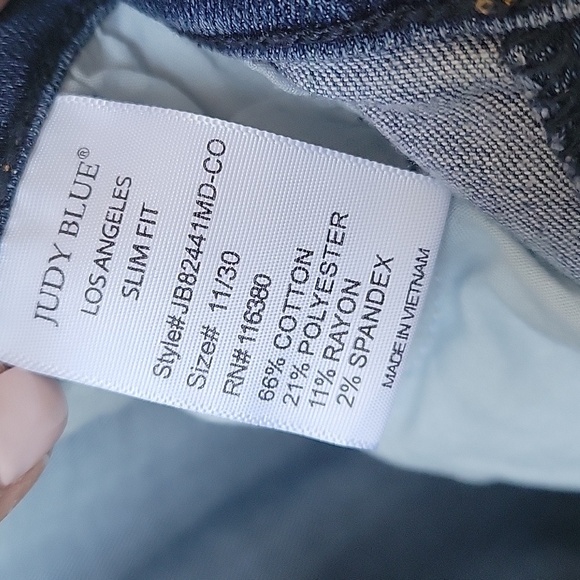 JUDY BLUE®
LOS ANGELES
SLIM FIT
Style# JB82441MD-CO
Size# 11/30
RN# 116380
66% COTTON
21% POLYESTER
11% RAYON
2% SPANDEX
MADE IN VIETNAM